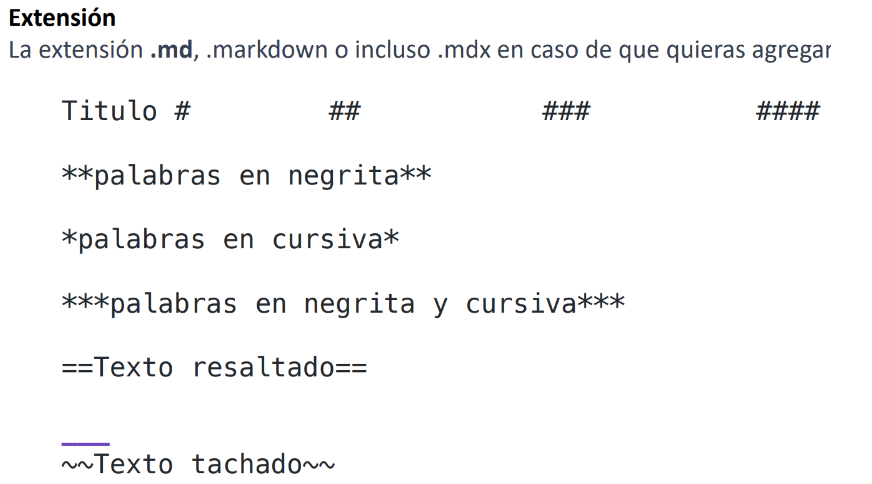 Extensión
La extensión .md, .markdown o incluso .mdx en caso de que quieras agregar
Titulo # ## ### ####
**palabras en negrita**
*palabras en cursiva*
***palabras en negrita y cursiva***
==Texto resaltado==
___
~~Texto tachado~~